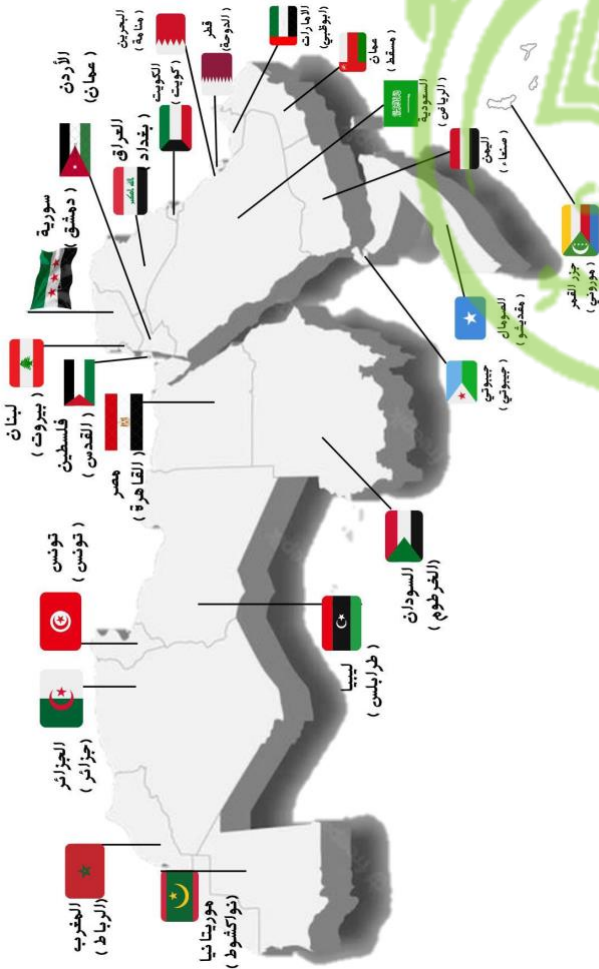 المغرب
( الرباط)
موريتانيا
( نواكشوط )
الجزائر
( جزائر)
تونس
( تونس )
ليبيا
( طرابلس )
مصر
( القاهرة )
السودان
(الخرطوم )
لبنان
( بيروت )
فلسطين
( القدس )
سورية
( دمشق )
الأردن
( عمان)
العراق
( بغداد )
الكويت
( كويت )
البحرين
( منامة )
قطر
(الدوحة )
الامارات
(ابوظبي)
عمان
( مسقط )
السعودية
( الرياض )
اليمن
( صنعاء )
جيبوتي
( جيبوتي )
الصومال
( مقديشو )
جزر القمر
( موروني )